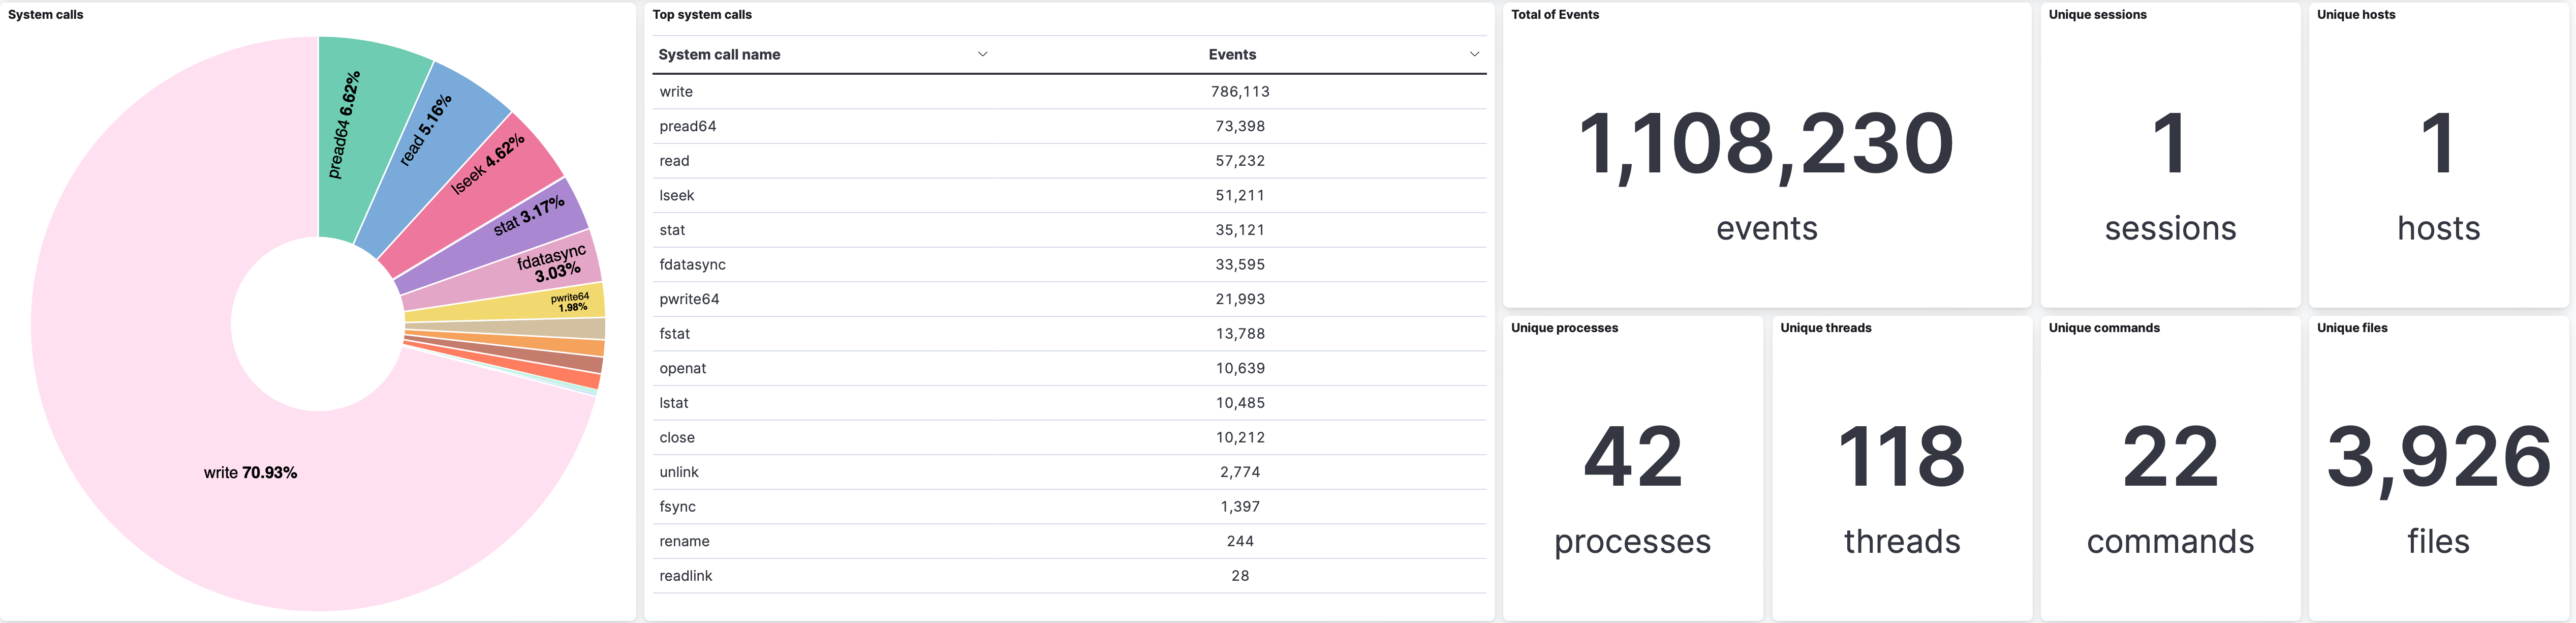 System calls
pread64 6.62%
read 5.16%
lseek 4.62%
stat 3.17%
fdatasync
3.03%
pwrite64
1.98%
write 70.93%
Top system calls
System call name Events
write 786,113
pread64 73,398
read 57,232
lseek 51,211
stat 35,121
fdatasync 33,595
pwrite64 21,993
fstat 13,788
openat 10,639
lstat 10,485
close 10,212
unlink 2,774
fsync 1,397
rename 244
readlink 28
Total of Events
1,108,230
events
Unique sessions
1
sessions
Unique hosts
1
hosts
Unique processes
42
processes
Unique threads
118
threads
Unique commands
22
commands
Unique files
3,926
files